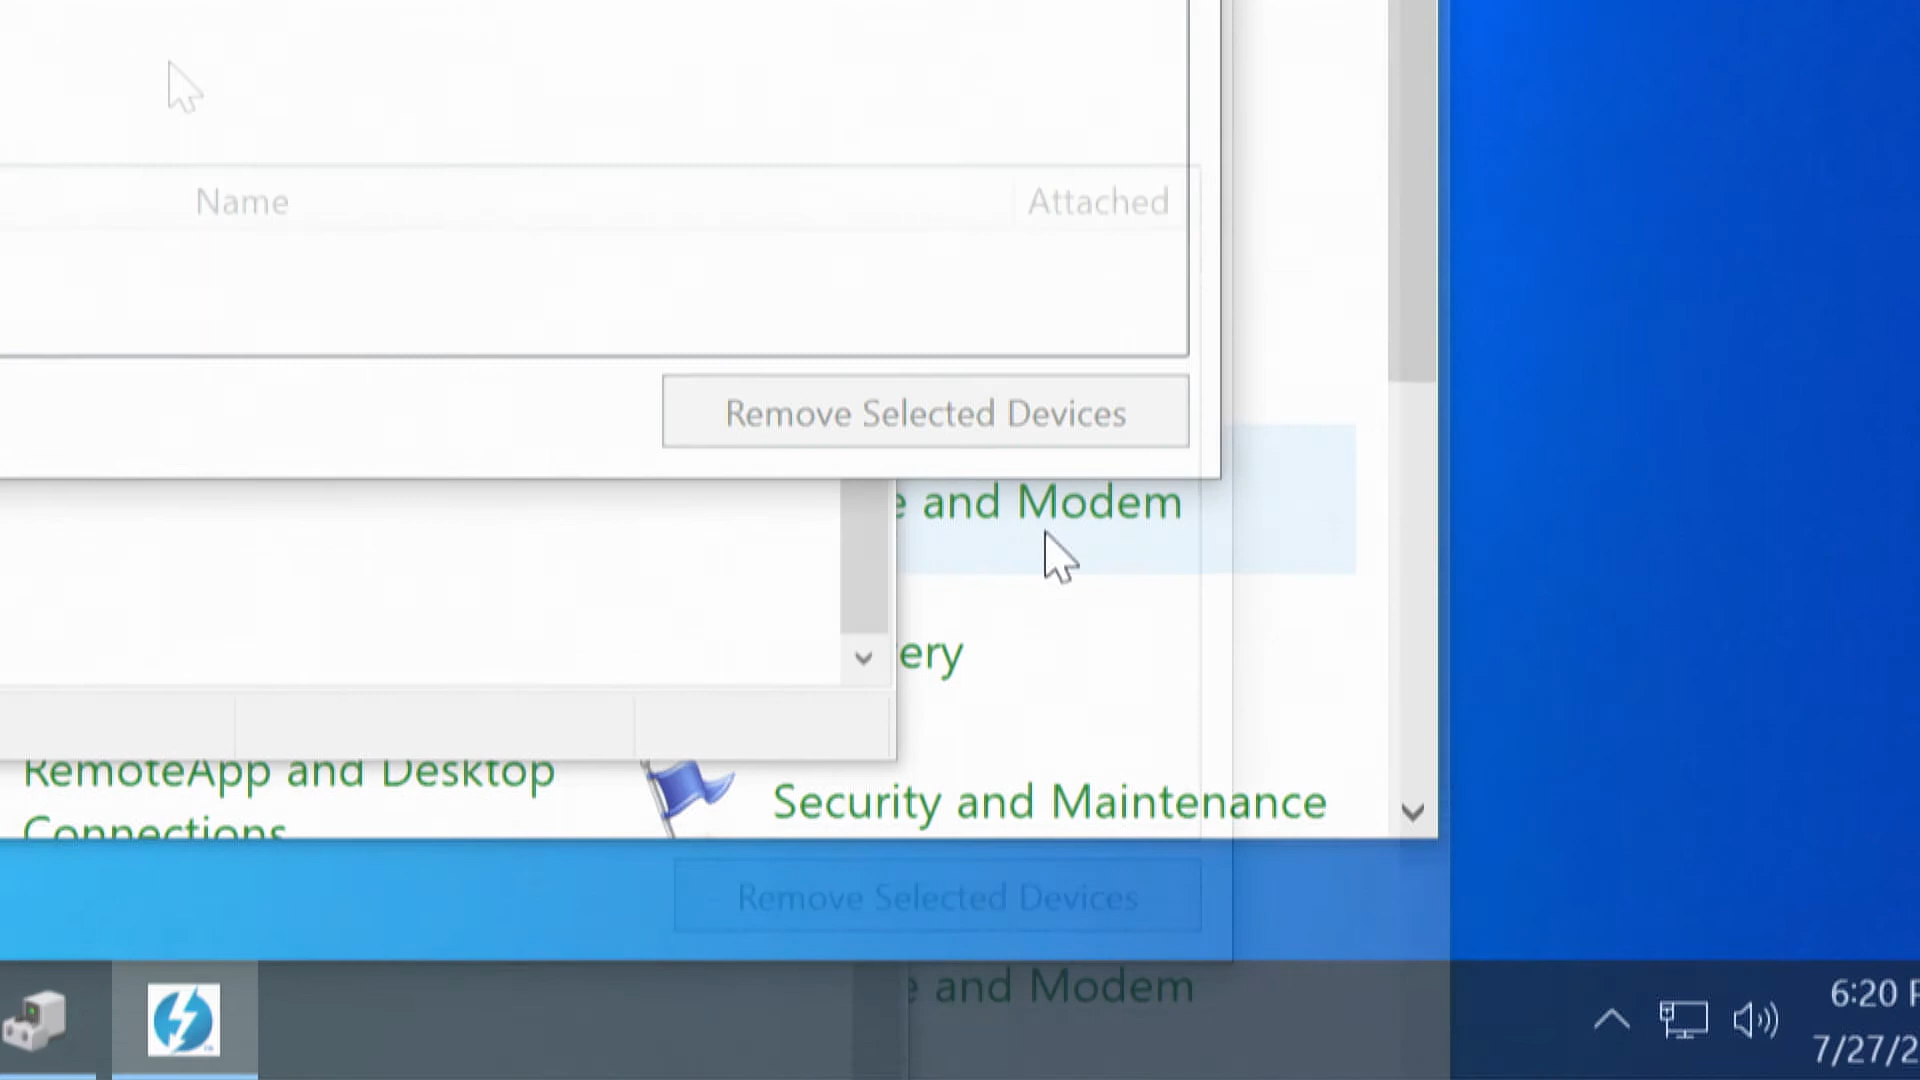 Name
Attached
Remove Selected Devices
e and Modem
ery
RemoteApp and Desktop
Connections
Security and Maintenance
Remove Selected Devices
e and Modem
6:20 P
7/27/2